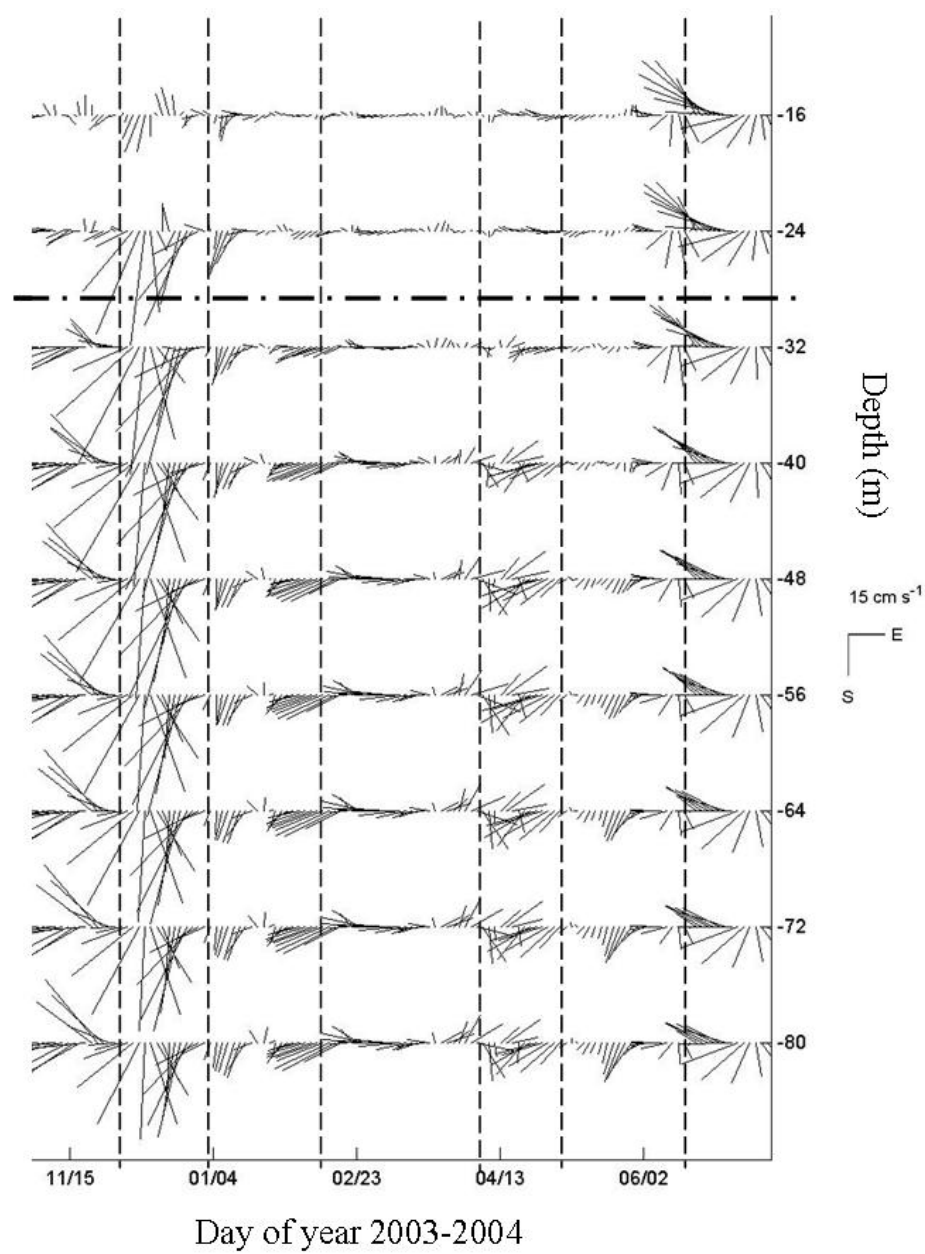 -16
-24
-32
-40
-48
-56
-64
-72
-80
Depth (m)
15 cm s⁻¹
E
S
11/15 01/04 02/23 04/13 06/02
Day of year 2003-2004